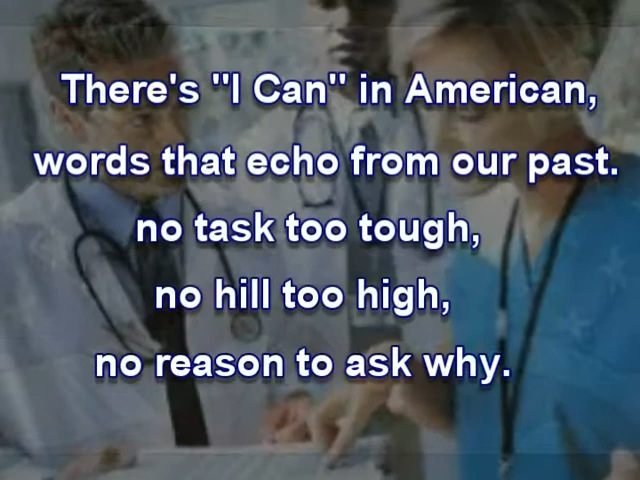 There's "I Can" in American,
words that echo from our past.
no task too tough,
no hill too high,
no reason to ask why.